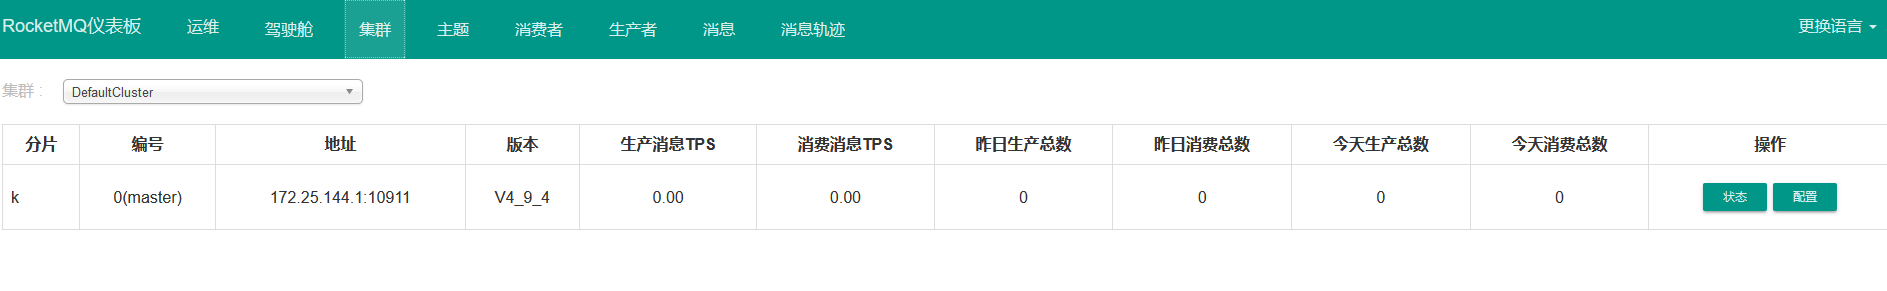 RocketMQ仪表板 运维 驾驶舱 集群 主题 消费者 生产者 消息 消息轨迹 更换语言
集群 : DefaultCluster
分片 编号 地址 版本 生产消息TPS 消费消息TPS 昨日生产总数 昨日消费总数 今天生产总数 今天消费总数 操作
k 0(master) 172.25.144.1:10911 V4_9_4 0.00 0.00 0 0 0 0 状态 配置